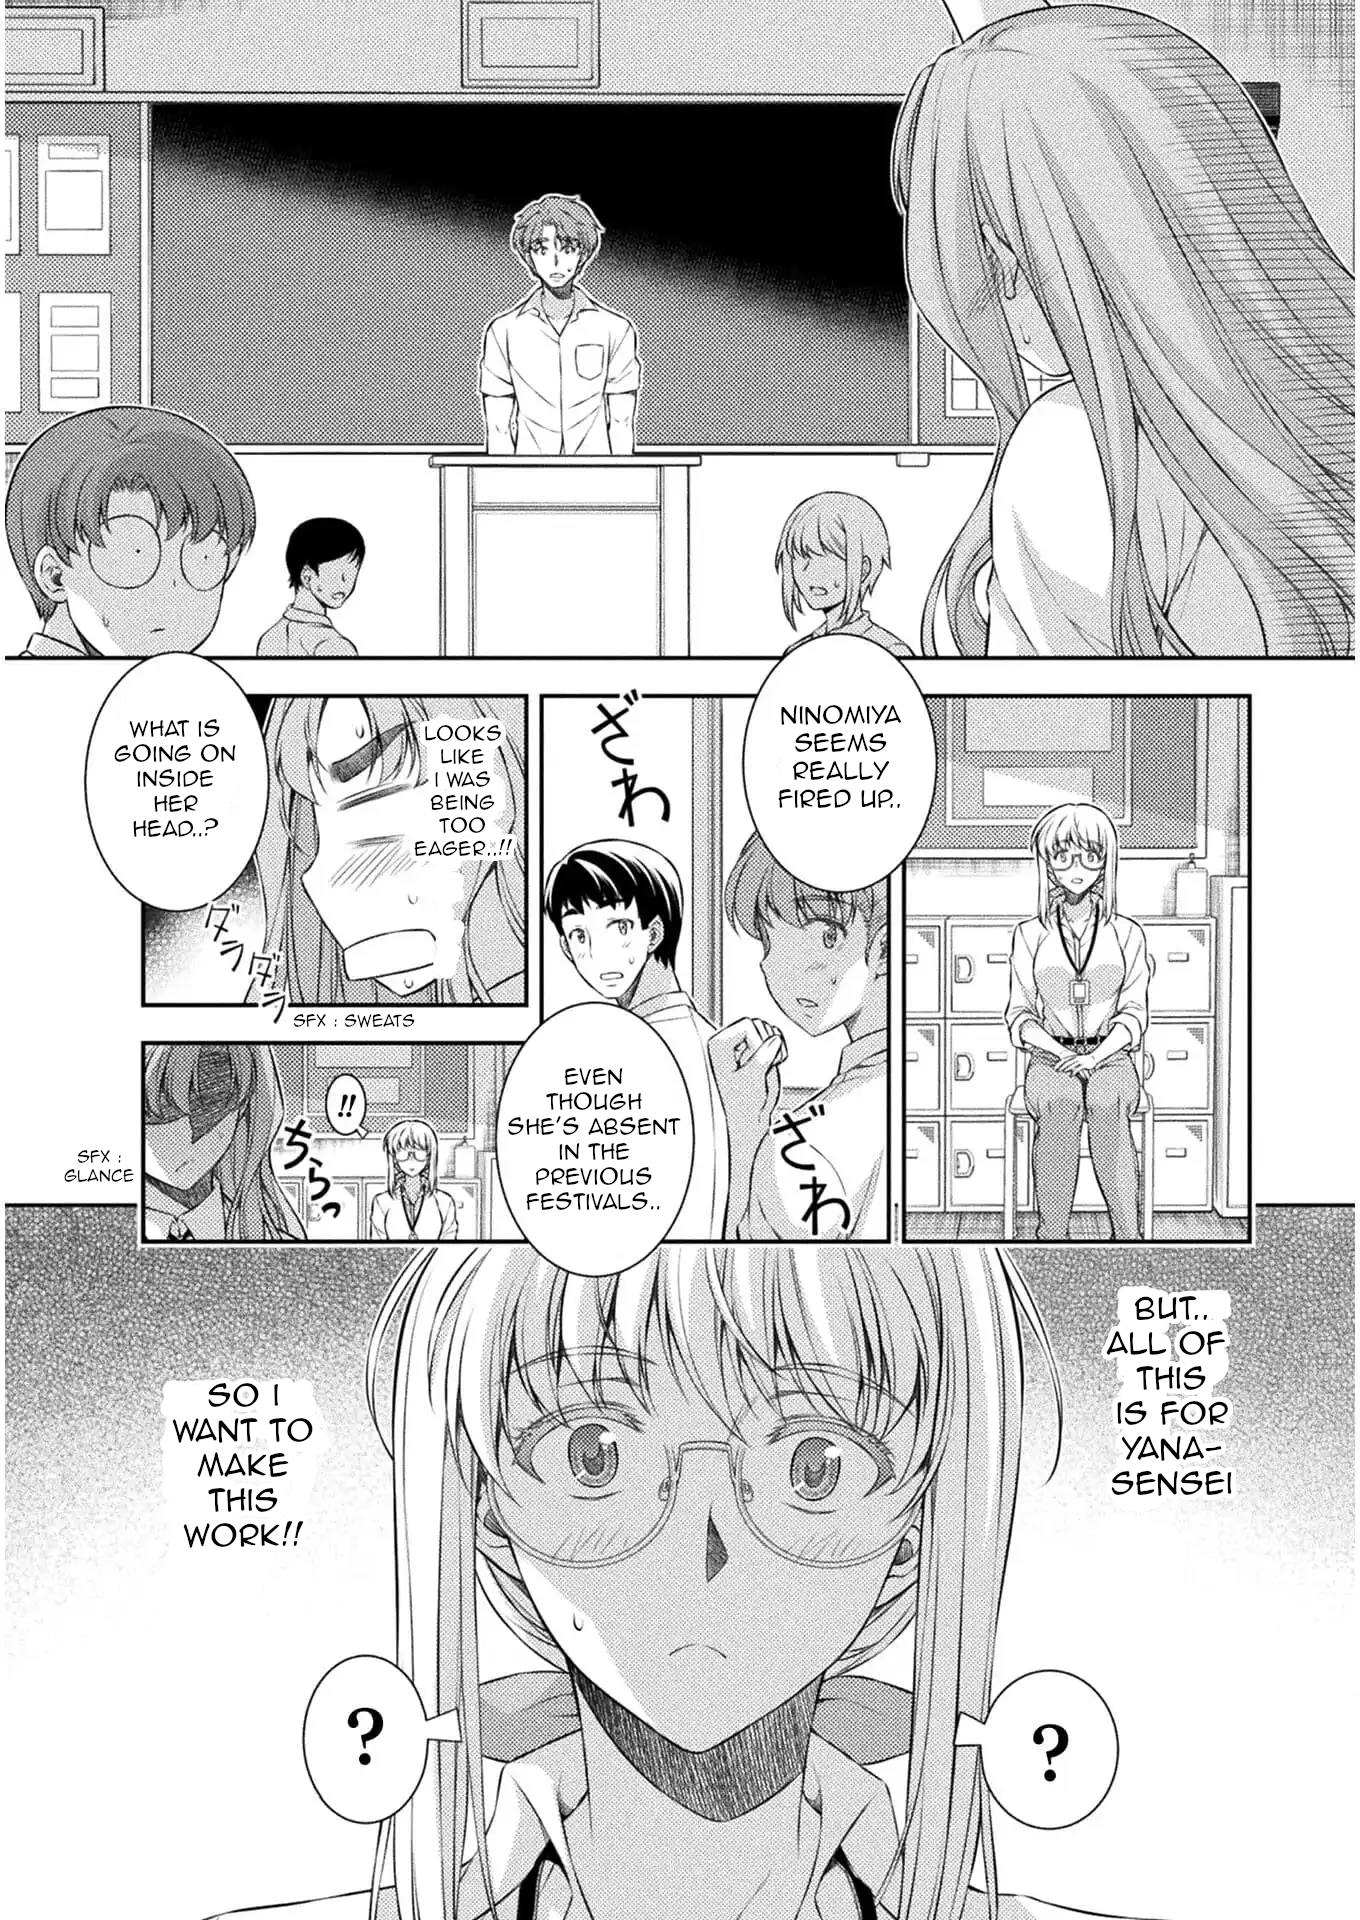 NINOMIYA
SEEMS
REALLY
FIRED UP..
ざわ
EVEN
THOUGH
SHE'S ABSENT
IN THE
PREVIOUS
FESTIVALS..
ざわ
LOOKS
LIKE
I WAS
BEING
TOO
EAGER..!!
WHAT IS
GOING ON
INSIDE
HER
HEAD..?
ダラダラ
SFX : SWEATS
!!
ちらっ
SFX :
GLANCE
BUT..
ALL OF
THIS
IS FOR
YANA-
SENSEI
SO I
WANT TO
MAKE
THIS
WORK!!
?
?